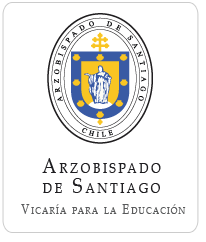 ARZOBISPADO DE SANTIAGO
CHILE
ARZOBISPADO
DE SANTIAGO
VICARÍA PARA LA EDUCACIÓN